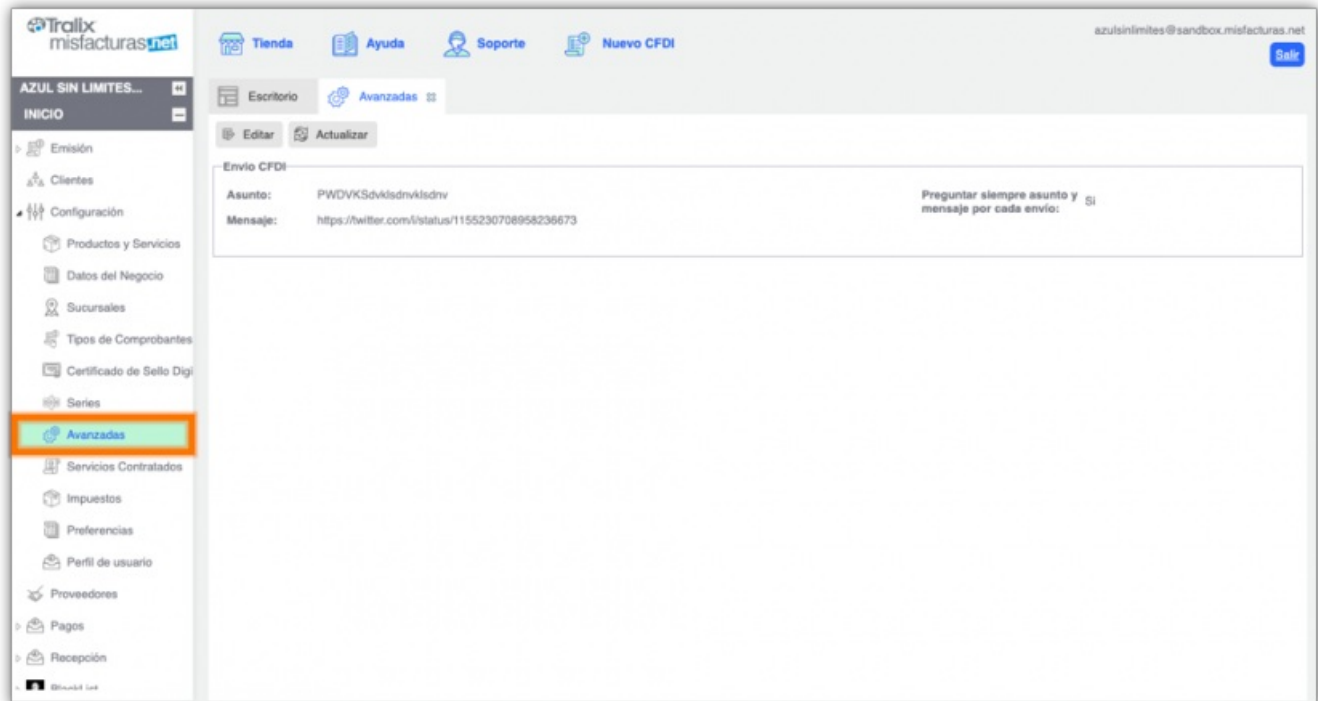 Tralix
misfacturas.net
Tienda
Ayuda
Soporte
Nuevo CFDI
azulsinlimites@sandbox.misfacturas.net
Salir
AZUL SIN LIMITES...
INICIO
Emisión
Clientes
Configuración
Productos y Servicios
Datos del Negocio
Sucursales
Tipos de Comprobantes
Certificado de Sello Digi
Series
Avanzadas
Servicios Contratados
Impuestos
Preferencias
Perfil de usuario
Proveedores
Pagos
Recepción
Escritorio
Avanzadas
Editar
Actualizar
Envio CFDI
Asunto: PWDVKSdvklsdnvklsdnv
Mensaje: https://twitter.com/i/status/1155230708958236673
Preguntar siempre asunto y
mensaje por cada envío: Si